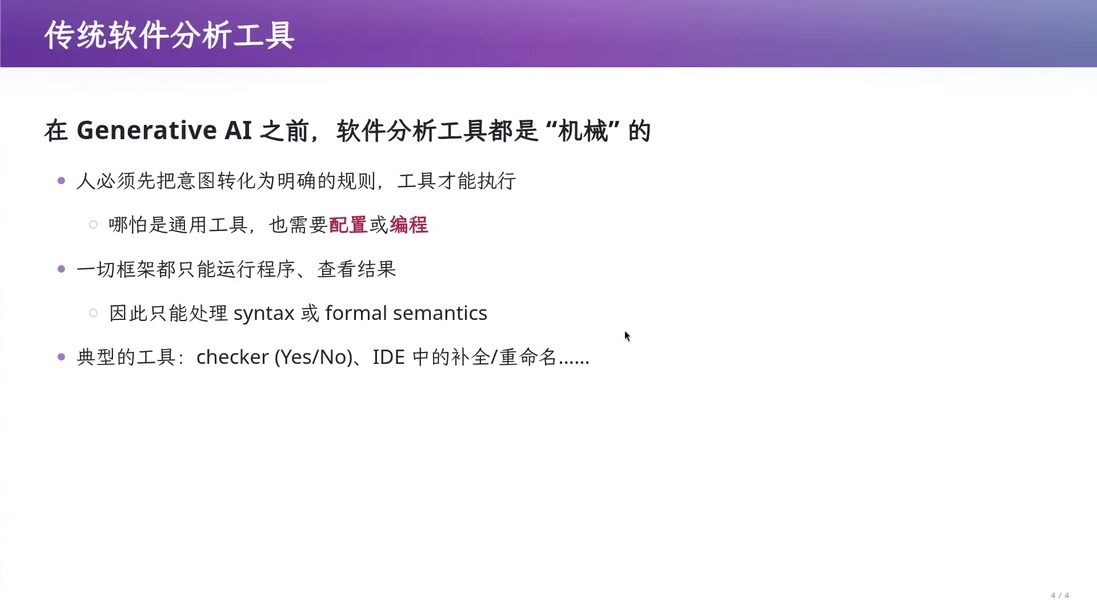 传统软件分析工具
在 Generative AI 之前，软件分析工具都是 “机械” 的
人必须先把意图转化为明确的规则，工具才能执行
哪怕是通用工具，也需要配置或编程
一切框架都只能运行程序、查看结果
因此只能处理 syntax 或 formal semantics
典型的工具：checker (Yes/No)、IDE 中的补全/重命名……
4 / 4